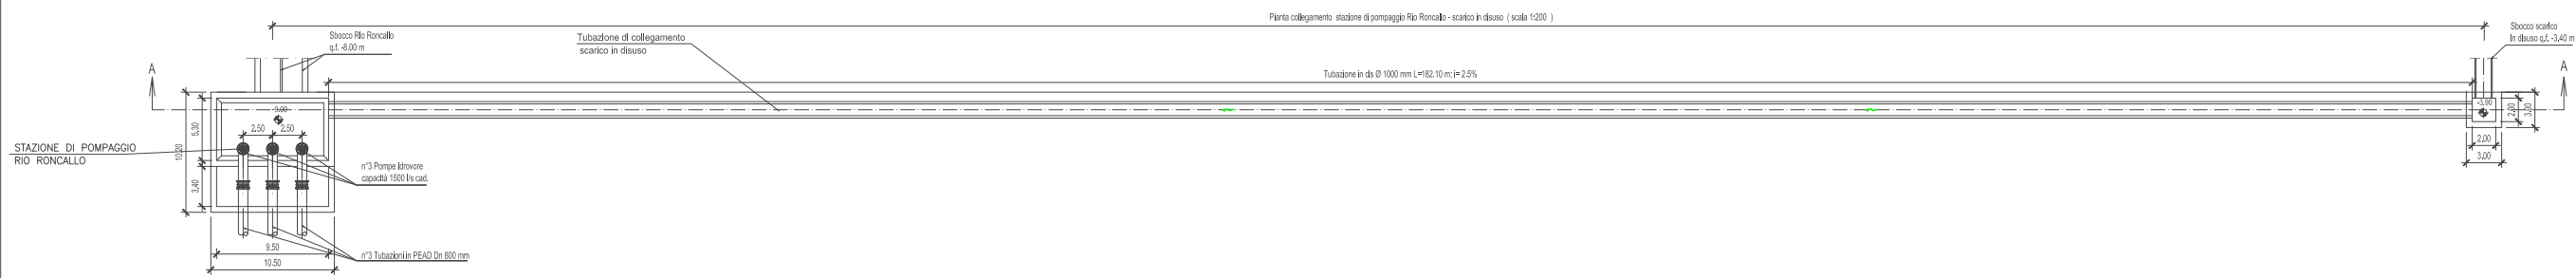 Pianta collegamento stazione di pompaggio Rio Roncallo - scarico in disuso ( scala 1:200 )
Sbocco Rio Roncallo
q.f. -8.00 m
Tubazione di collegamento
scarico in disuso
Sbocco scarico
in disuso q.f. -3.40 m
A
Tubazione in cls Ø 1000 mm L=182.10 m; i= 2.5%
A
-9.00
-3.90
2.50
2.50
5.30
10.20
3.40
2.00
3.00
STAZIONE DI POMPAGGIO
RIO RONCALLO
n°3 Pompe Idrovore
capacità 1500 l/s cad.
2.00
3.00
9.50
10.50
n°3 Tubazioni in PEAD Dn 800 mm